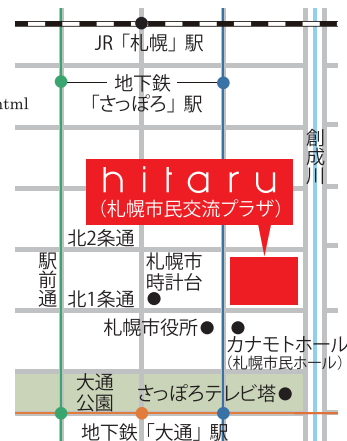 JR「札幌」駅
地下鉄
「さっぽろ」駅
html
創成川
hitaru
(札幌市民交流プラザ)
北2条通
駅前通
札幌市
時計台
北1条通
札幌市役所
カナモトホール
(札幌市民ホール)
大通
公園
さっぽろテレビ塔
地下鉄「大通」駅